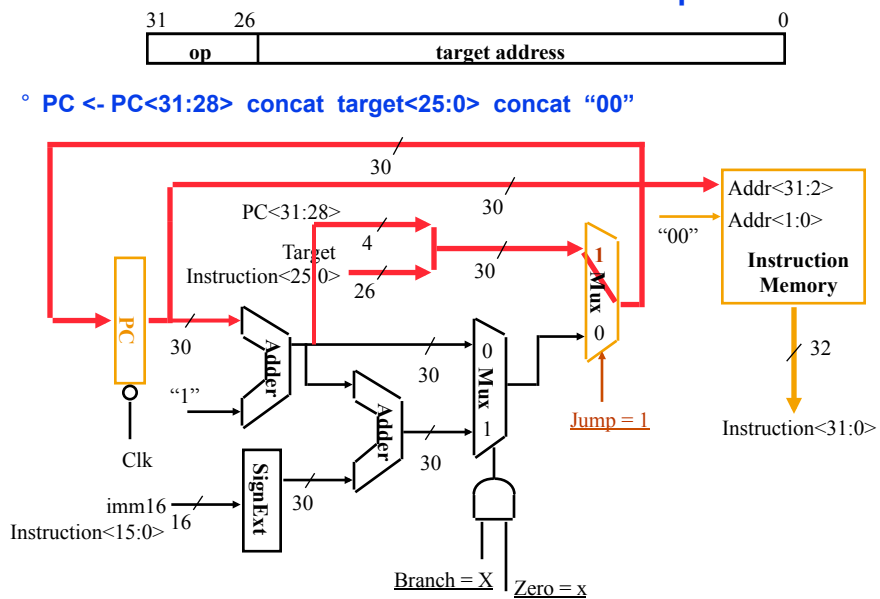 31 26 0
op target address
° PC <- PC<31:28> concat target<25:0> concat “00”
30
30
PC<31:28>
4
Target
Instruction<25:0>
26
30
1
Mux
0
Addr<31:2>
Addr<1:0>
“00”
Instruction
Memory
32
Instruction<31:0>
PC
30
“1”
Adder
Clk
30
0
Mux
1
Adder
30
Jump = 1
SignExt
30
imm16
16
Instruction<15:0>
Branch = X
Zero = x